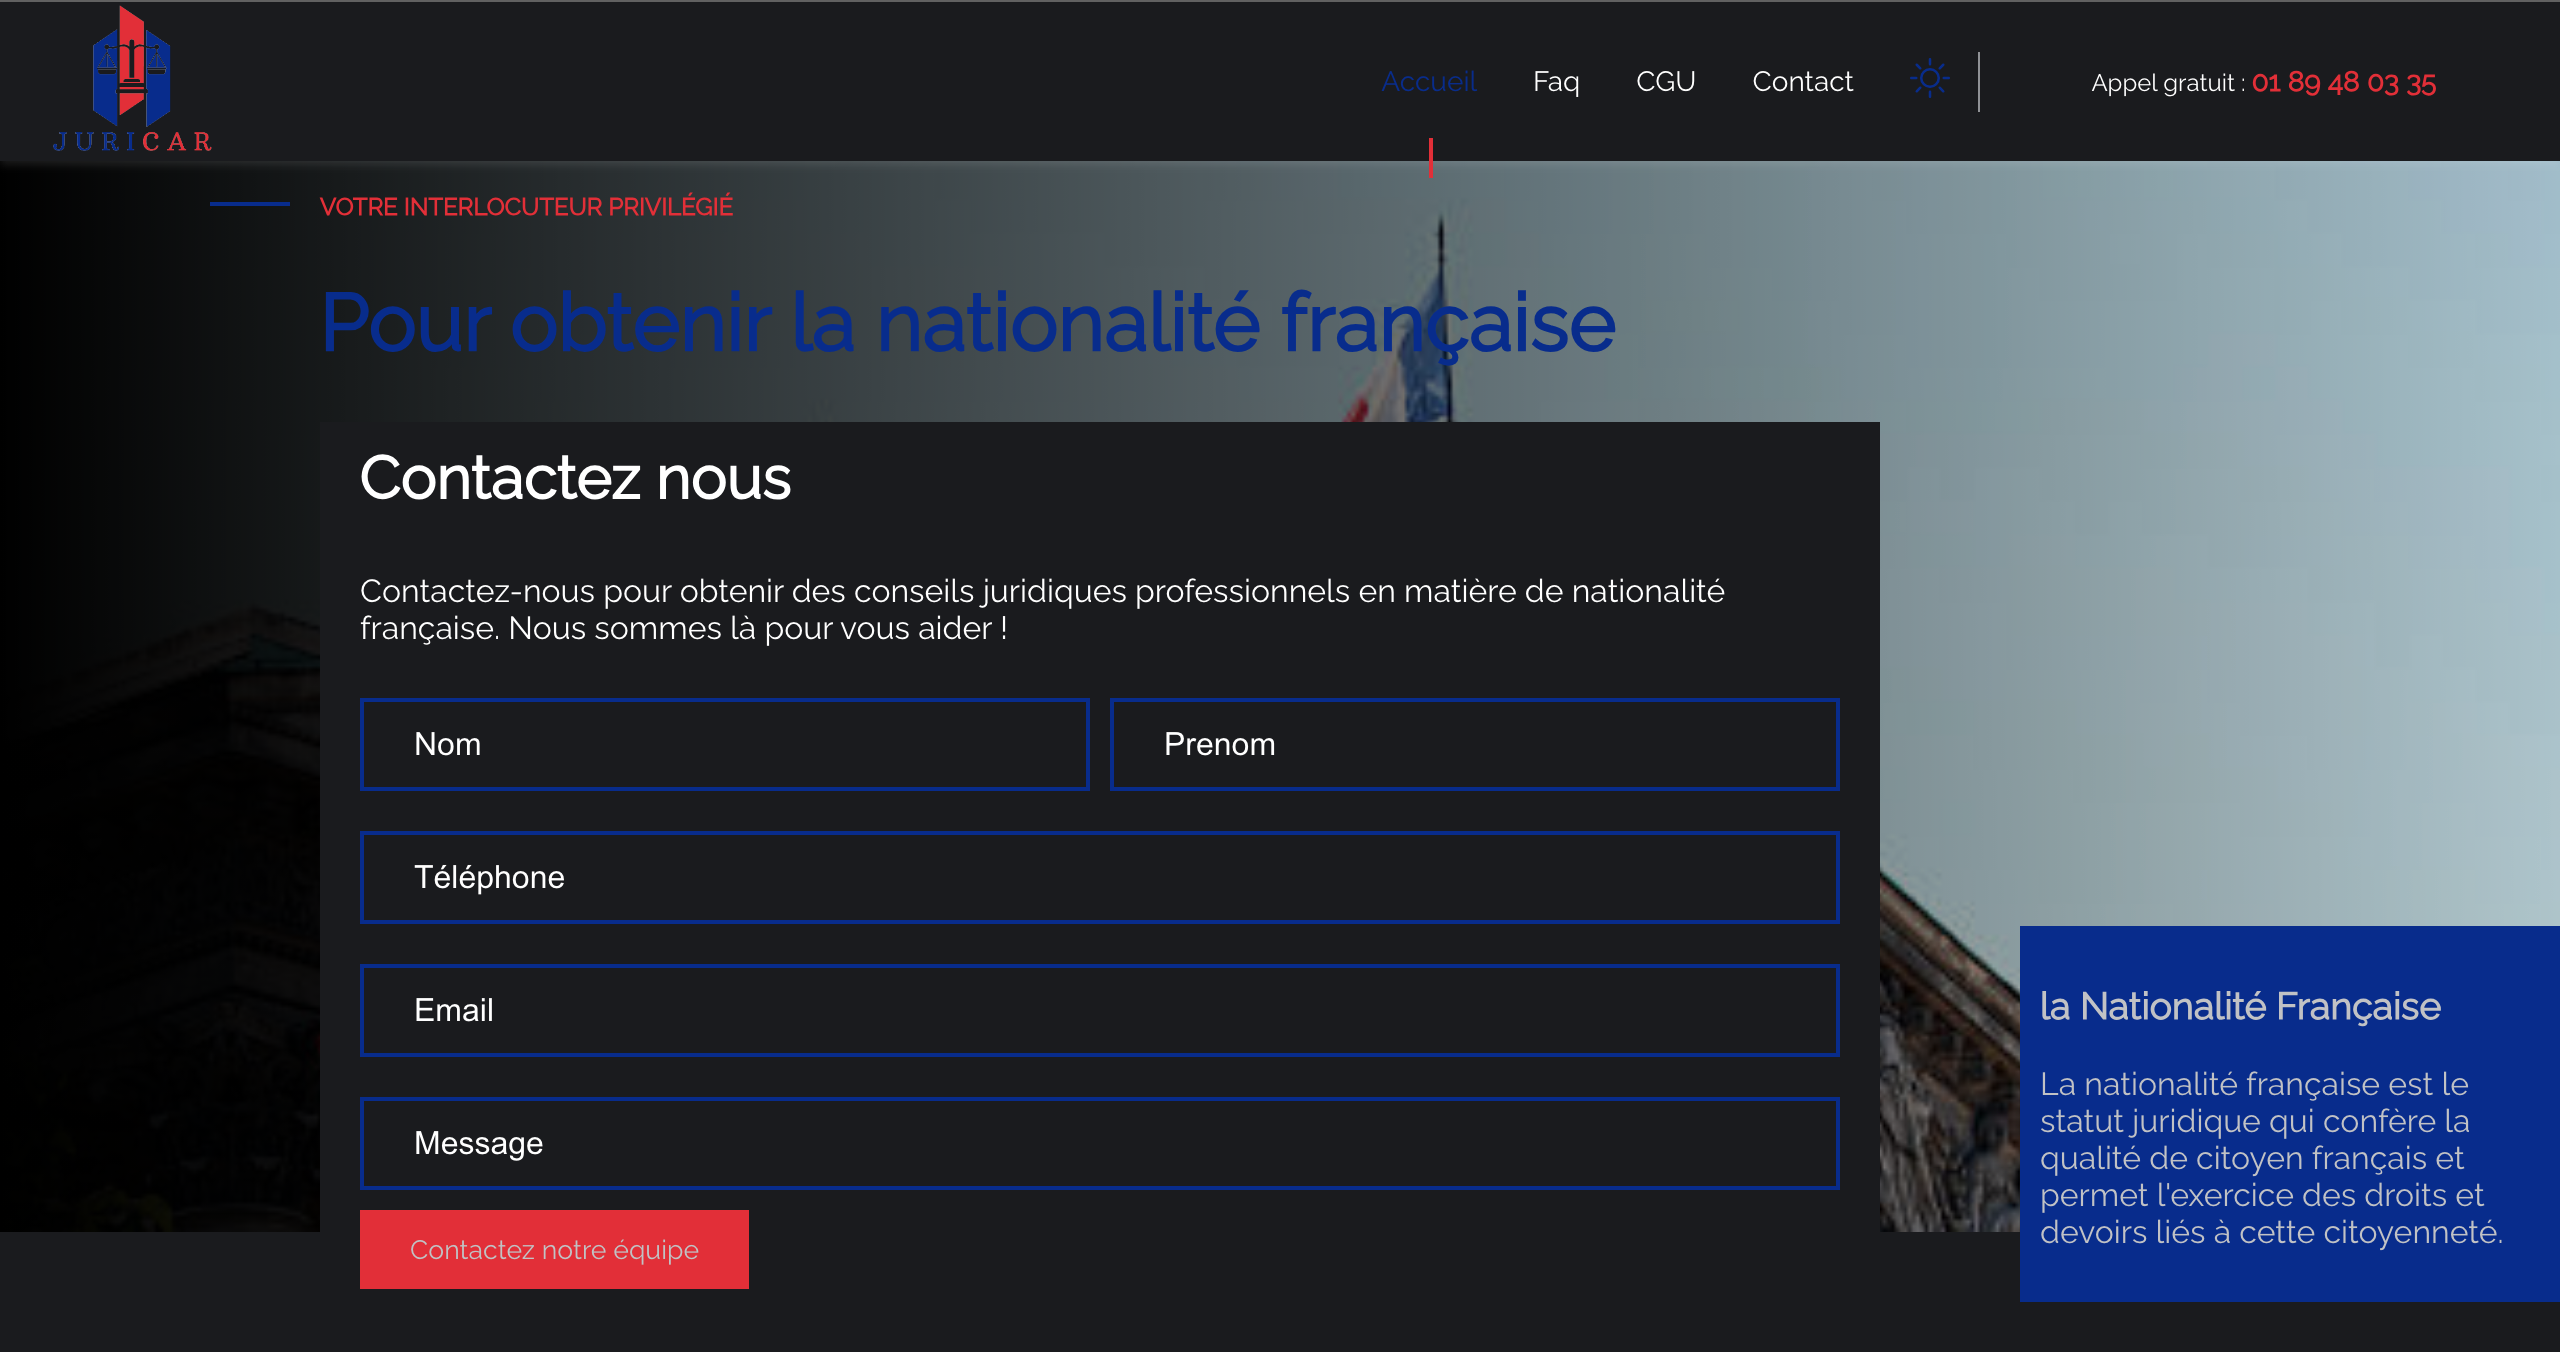 JURICAR
Accueil
Faq
CGU
Contact
Appel gratuit : 01 89 48 03 35
VOTRE INTERLOCUTEUR PRIVILÉGIÉ
Pour obtenir la nationalité française
Contactez nous
Contactez-nous pour obtenir des conseils juridiques professionnels en matière de nationalité
française. Nous sommes là pour vous aider !
Nom
Prenom
Téléphone
Email
Message
Contactez notre équipe
la Nationalité Française
La nationalité française est le
statut juridique qui confère la
qualité de citoyen français et
permet l'exercice des droits et
devoirs liés à cette citoyenneté.